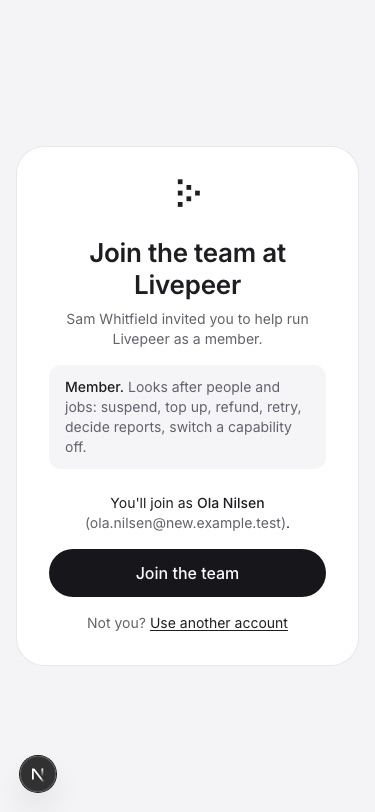 Join the team at
Livepeer
Sam Whitfield invited you to help run
Livepeer as a member.
Member. Looks after people and
jobs: suspend, top up, refund, retry,
decide reports, switch a capability
off.
You'll join as Ola Nilsen
(ola.nilsen@new.example.test).
Join the team
Not you? Use another account
N